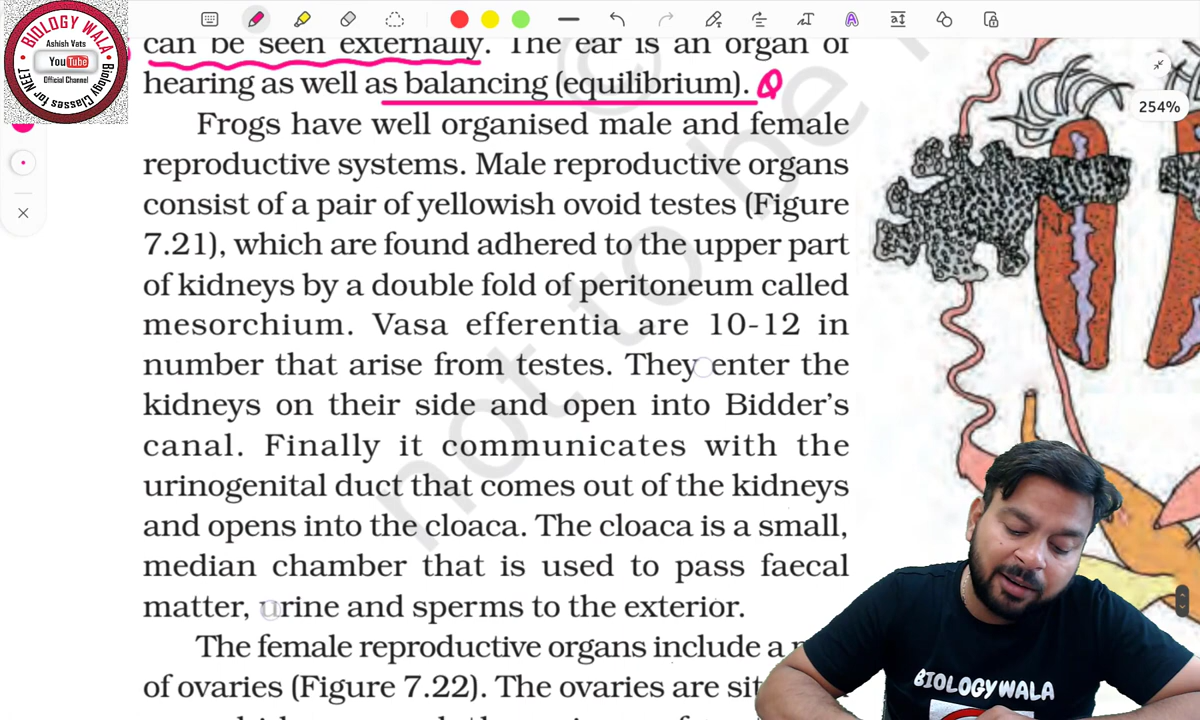 BIOLOGY WALA
Ashish Vats
YouTube
Official Channel
Biology Classes for NEET
254%
can be seen externally. The ear is an organ of
hearing as well as balancing (equilibrium). Q
Frogs have well organised male and female
reproductive systems. Male reproductive organs
consist of a pair of yellowish ovoid testes (Figure
7.21), which are found adhered to the upper part
of kidneys by a double fold of peritoneum called
mesorchium. Vasa efferentia are 10-12 in
number that arise from testes. They enter the
kidneys on their side and open into Bidder's
canal. Finally it communicates with the
urinogenital duct that comes out of the kidneys
and opens into the cloaca. The cloaca is a small,
median chamber that is used to pass faecal
matter, urine and sperms to the exterior.
The female reproductive organs include a
of ovaries (Figure 7.22). The ovaries are
not to be
BIOLOGYWALA